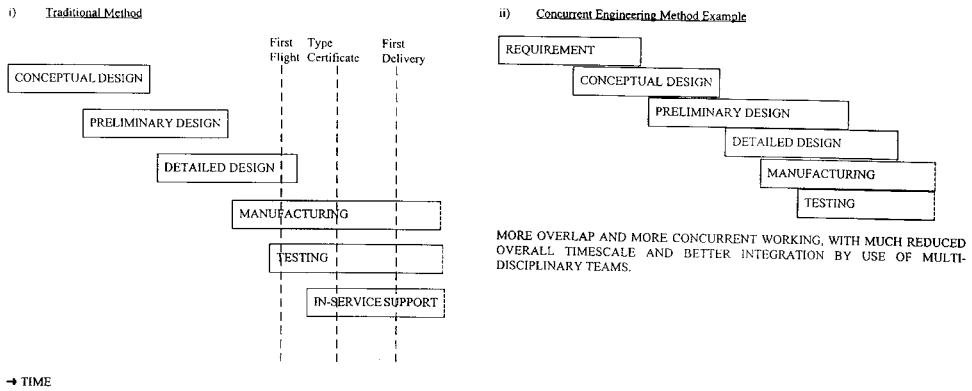 i) Traditional Method
First Flight
Type Certificate
First Delivery
CONCEPTUAL DESIGN
PRELIMINARY DESIGN
DETAILED DESIGN
MANUFACTURING
TESTING
IN-SERVICE SUPPORT
→ TIME
ii) Concurrent Engineering Method Example
REQUIREMENT
CONCEPTUAL DESIGN
PRELIMINARY DESIGN
DETAILED DESIGN
MANUFACTURING
TESTING
MORE OVERLAP AND MORE CONCURRENT WORKING, WITH MUCH REDUCED
OVERALL TIMESCALE AND BETTER INTEGRATION BY USE OF MULTI-
DISCIPLINARY TEAMS.